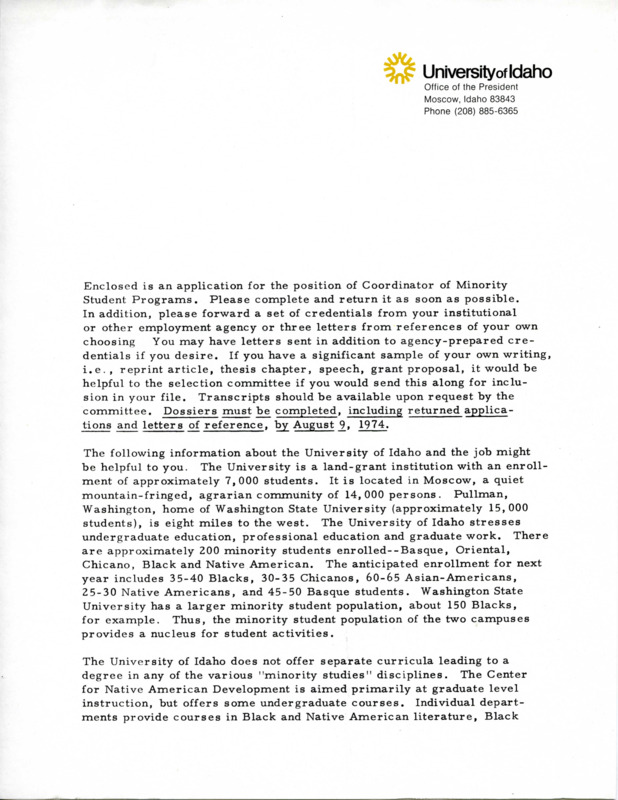 University of Idaho
Office of the President
Moscow, Idaho 83843
Phone (208) 885-6365
Enclosed is an application for the position of Coordinator of Minority
Student Programs. Please complete and return it as soon as possible.
In addition, please forward a set of credentials from your institutional
or other employment agency or three letters from references of your own
choosing You may have letters sent in addition to agency-prepared cre-
dentials if you desire. If you have a significant sample of your own writing,
i.e., reprint article, thesis chapter, speech, grant proposal, it would be
helpful to the selection committee if you would send this along for inclu-
sion in your file. Transcripts should be available upon request by the
committee. Dossiers must be completed, including returned applica-
tions and letters of reference, by August 9, 1974.
The following information about the University of Idaho and the job might
be helpful to you. The University is a land-grant institution with an enroll-
ment of approximately 7,000 students. It is located in Moscow, a quiet
mountain-fringed, agrarian community of 14,000 persons. Pullman,
Washington, home of Washington State University (approximately 15,000
students), is eight miles to the west. The University of Idaho stresses
undergraduate education, professional education and graduate work. There
are approximately 200 minority students enrolled--Basque, Oriental,
Chicano, Black and Native American. The anticipated enrollment for next
year includes 35-40 Blacks, 30-35 Chicanos, 60-65 Asian-Americans,
25-30 Native Americans, and 45-50 Basque students. Washington State
University has a larger minority student population, about 150 Blacks,
for example. Thus, the minority student population of the two campuses
provides a nucleus for student activities.
The University of Idaho does not offer separate curricula leading to a
degree in any of the various "minority studies" disciplines. The Center
for Native American Development is aimed primarily at graduate level
instruction, but offers some undergraduate courses. Individual depart-
ments provide courses in Black and Native American literature, Black